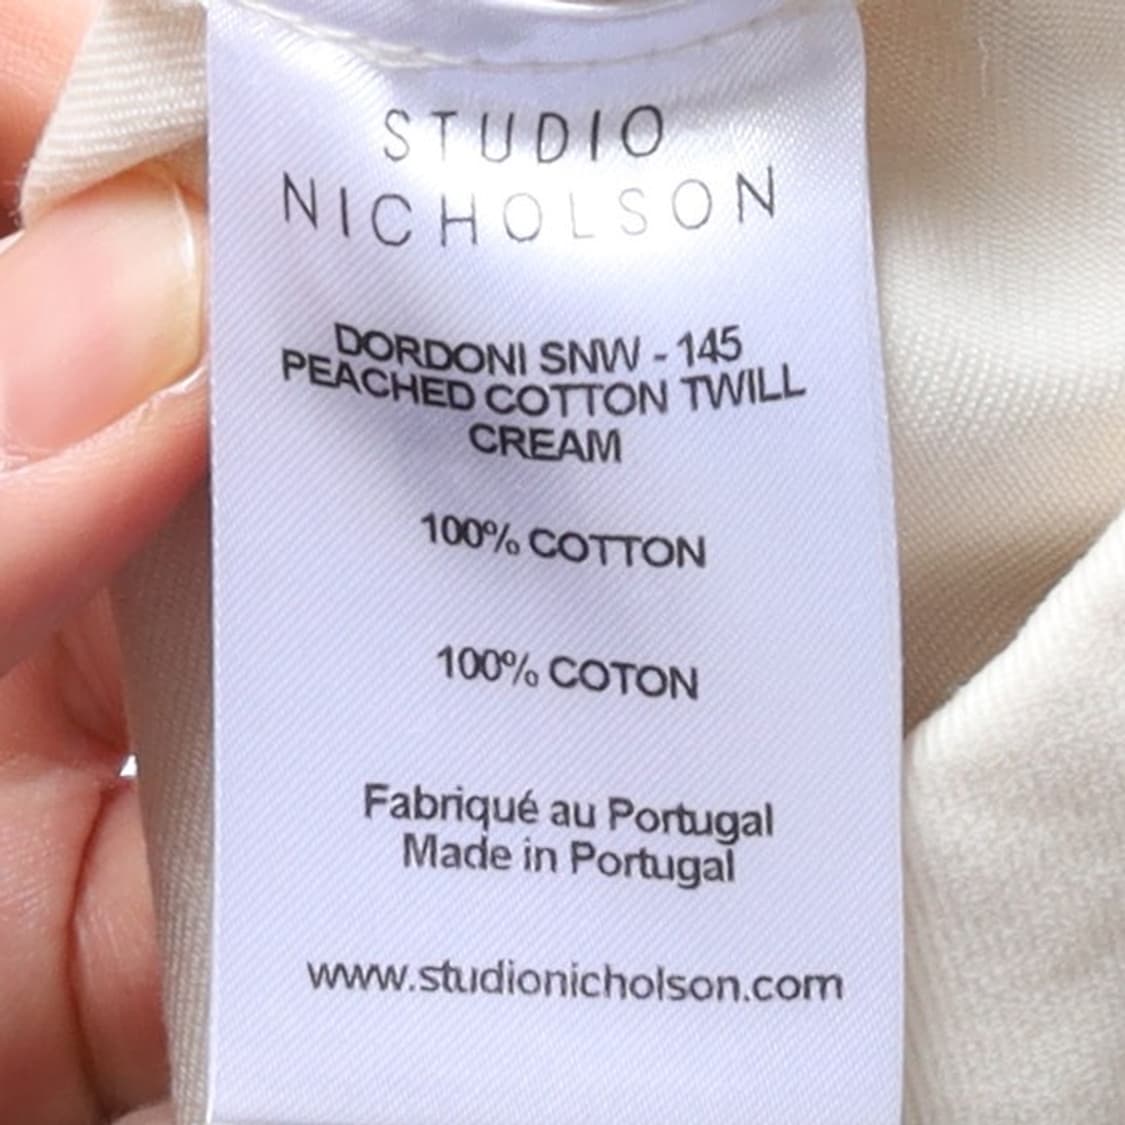 STUDIO
NICHOLSON
DORDONI SNW - 145
PEACHED COTTON TWILL
CREAM
100% COTTON
100% COTON
Fabriqué au Portugal
Made in Portugal
www.studionicholson.com